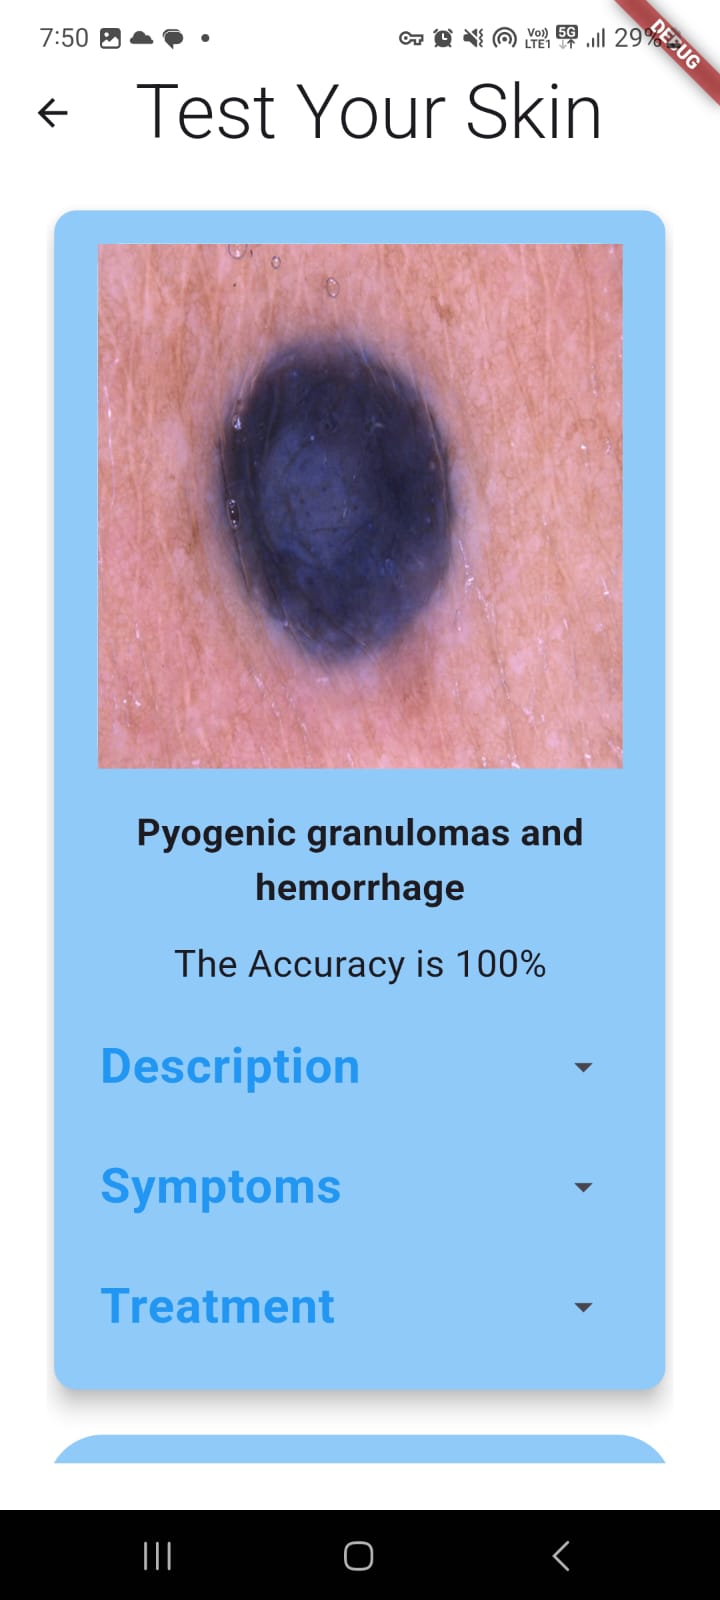 7:50 Vo)) LTE1 5G 29%
DEBUG
Test Your Skin
Pyogenic granulomas and
hemorrhage
The Accuracy is 100%
Description
Symptoms
Treatment